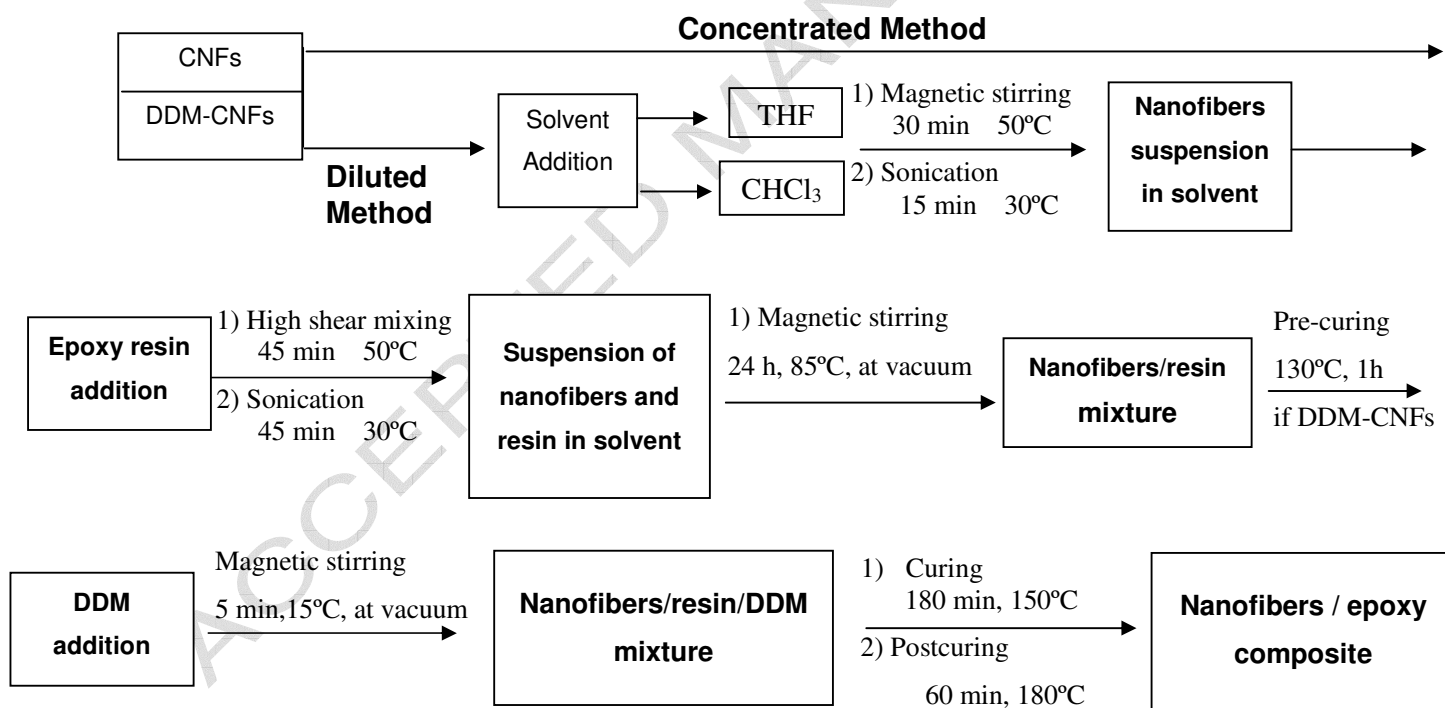 Concentrated Method
CNFs
DDM-CNFs
Diluted
Method
Solvent
Addition
THF
CHCl₃
1) Magnetic stirring
30 min 50ºC
2) Sonication
15 min 30ºC
Nanofibers
suspension
in solvent
Epoxy resin
addition
1) High shear mixing
45 min 50ºC
2) Sonication
45 min 30ºC
Suspension of
nanofibers and
resin in solvent
1) Magnetic stirring
24 h, 85ºC, at vacuum
Nanofibers/resin
mixture
Pre-curing
130ºC, 1h
if DDM-CNFs
DDM
addition
Magnetic stirring
5 min,15ºC, at vacuum
Nanofibers/resin/DDM
mixture
1) Curing
180 min, 150ºC
2) Postcuring
60 min, 180ºC
Nanofibers / epoxy
composite
ACCEPTED